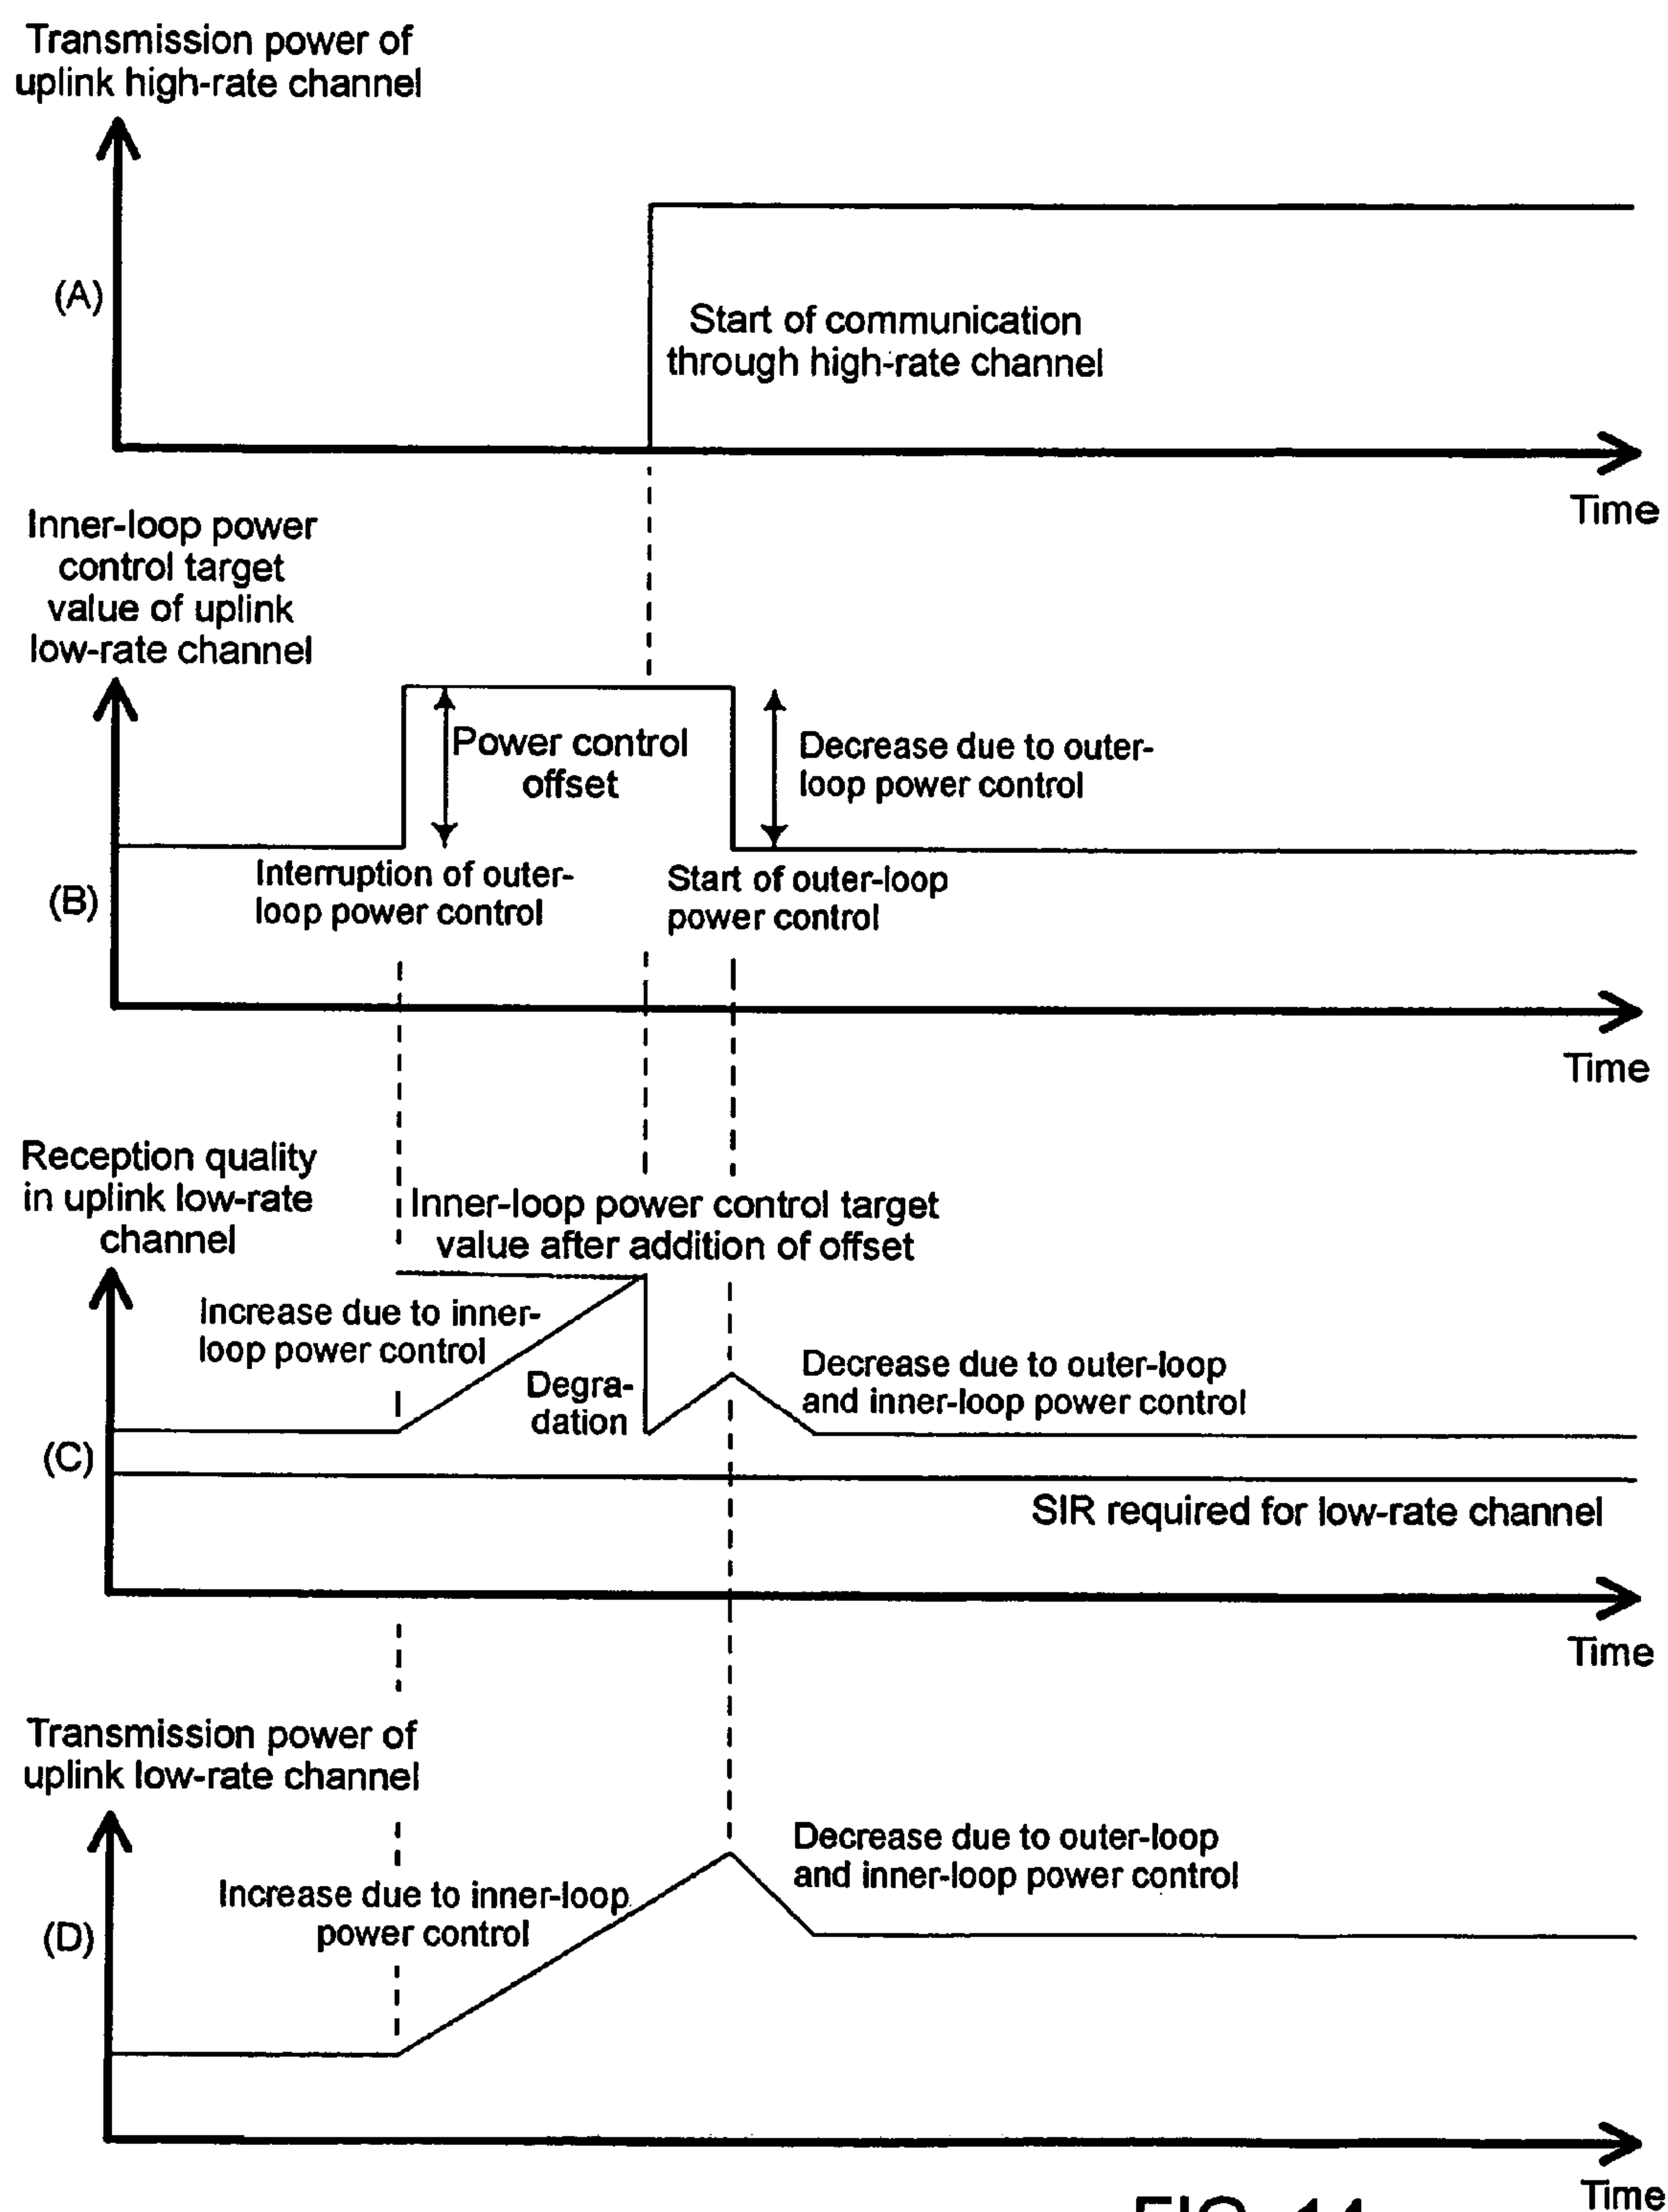 Transmission power of
uplink high-rate channel
(A)
Start of communication
through high-rate channel
Time
Inner-loop power
control target
value of uplink
low-rate channel
Power control
offset
Decrease due to outer-
loop power control
Interruption of outer-
loop power control
Start of outer-loop
power control
(B)
Time
Reception quality
in uplink low-rate
channel
Inner-loop power control target
value after addition of offset
Increase due to inner-
loop power control
Degra-
dation
Decrease due to outer-loop
and inner-loop power control
(C)
SIR required for low-rate channel
Time
Transmission power of
uplink low-rate channel
Decrease due to outer-loop
and inner-loop power control
Increase due to inner-loop
power control
(D)
Time